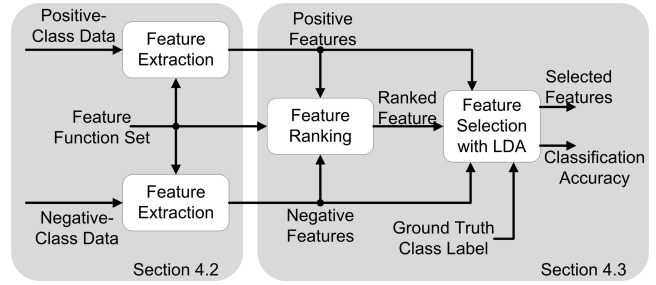 Positive-
Class Data
Feature
Extraction
Positive
Features
Feature
Function Set
Feature
Ranking
Ranked
Feature
Feature
Selection
with LDA
Selected
Features
Classification
Accuracy
Negative-
Class Data
Feature
Extraction
Negative
Features
Ground Truth
Class Label
Section 4.2
Section 4.3